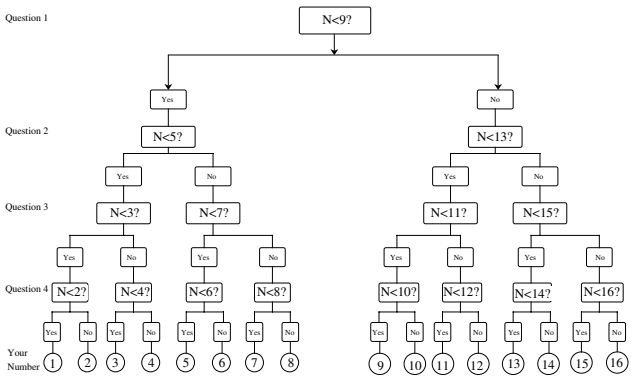 Question 1
N<9?
Yes No
Question 2
N<5? N<13?
Yes No Yes No
Question 3
N<3? N<7? N<11? N<15?
Yes No Yes No Yes No Yes No
Question 4
N<2? N<4? N<6? N<8? N<10? N<12? N<14? N<16?
Yes No Yes No Yes No Yes No Yes No Yes No Yes No Yes No
Your
Number
1 2 3 4 5 6 7 8 9 10 11 12 13 14 15 16